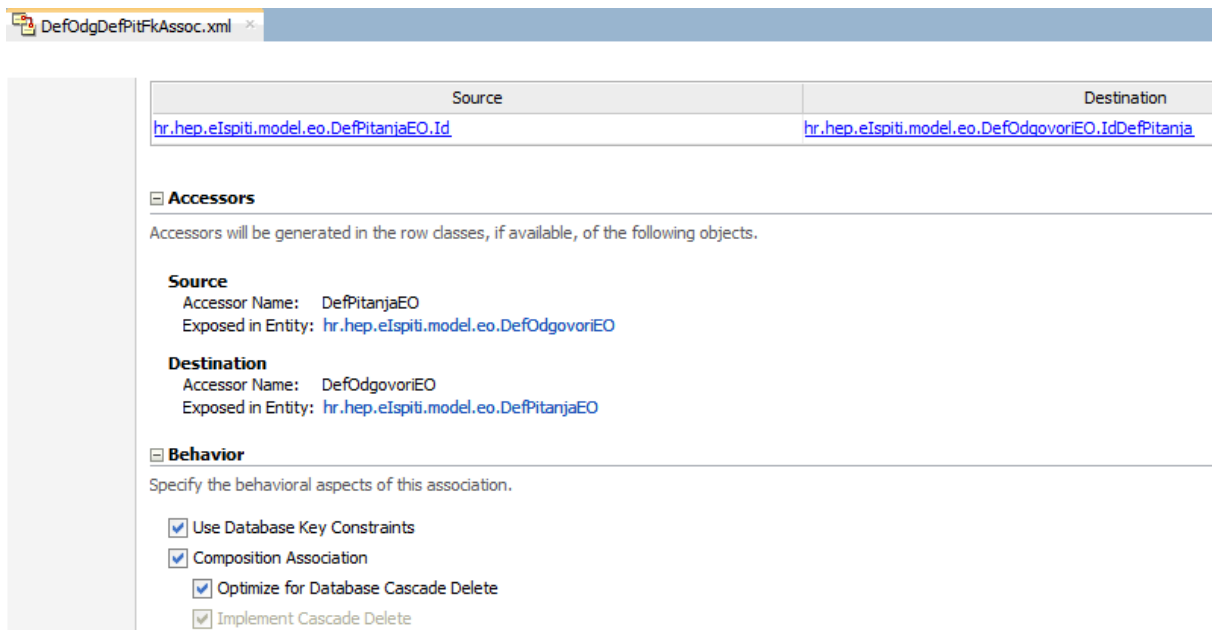 DefOdgDefPitFkAssoc.xml
Source Destination
hr.hep.eIspiti.model.eo.DefPitanjaEO.Id hr.hep.eIspiti.model.eo.DefOdgovoriEO.IdDefPitanja
Accessors
Accessors will be generated in the row classes, if available, of the following objects.
Source
Accessor Name: DefPitanjaEO
Exposed in Entity: hr.hep.eIspiti.model.eo.DefOdgovoriEO
Destination
Accessor Name: DefOdgovoriEO
Exposed in Entity: hr.hep.eIspiti.model.eo.DefPitanjaEO
Behavior
Specify the behavioral aspects of this association.
Use Database Key Constraints
Composition Association
Optimize for Database Cascade Delete
Implement Cascade Delete